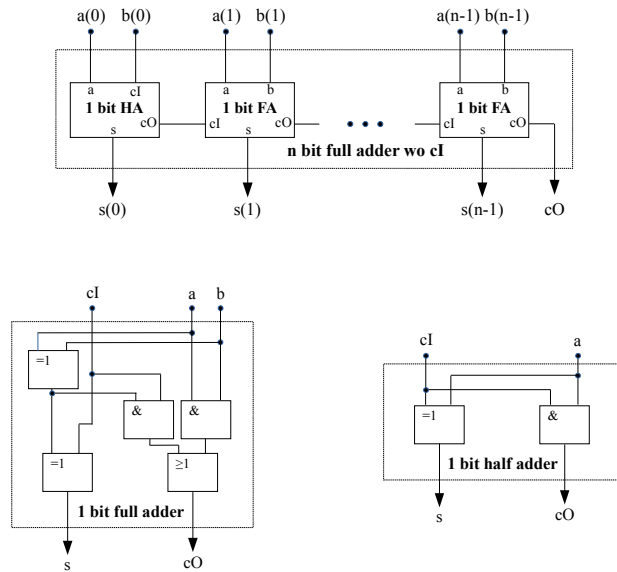 a(0) b(0) a(1) b(1) a(n-1) b(n-1)
a cI a b a b
1 bit HA 1 bit FA 1 bit FA
s cO cI s cO cI s cO
n bit full adder wo cI
s(0) s(1) s(n-1) cO
cI a b
=1
& &
=1 ≥1
1 bit full adder
s cO
cI a
=1 &
1 bit half adder
s cO